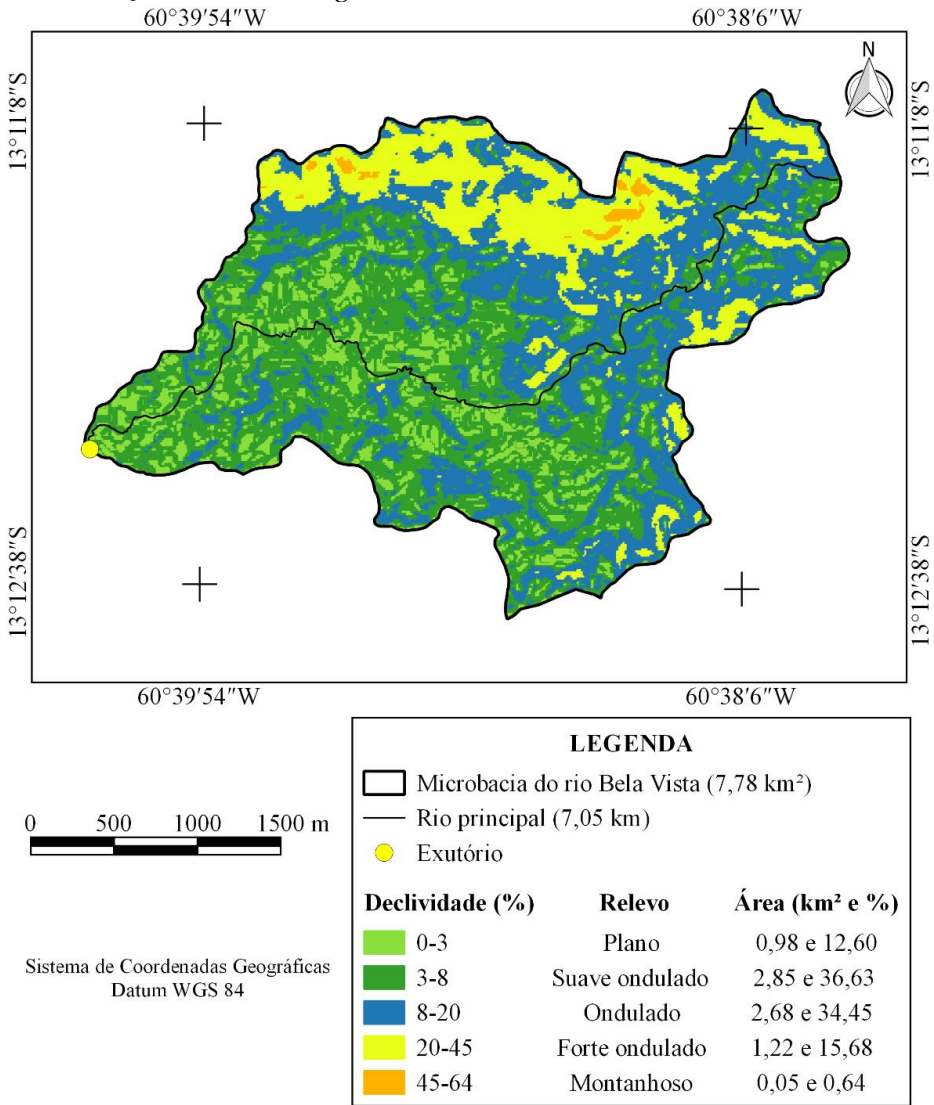 60°39′54″W 60°38′6″W
N
13°11′8″S 13°11′8″S
13°12′38″S 13°12′38″S
60°39′54″W 60°38′6″W
LEGENDA
Microbacia do rio Bela Vista (7,78 km²)
Rio principal (7,05 km)
Exutório
0 500 1000 1500 m
Sistema de Coordenadas Geográficas
Datum WGS 84
Declividade (%) Relevo Área (km² e %)
0-3 Plano 0,98 e 12,60
3-8 Suave ondulado 2,85 e 36,63
8-20 Ondulado 2,68 e 34,45
20-45 Forte ondulado 1,22 e 15,68
45-64 Montanhoso 0,05 e 0,64